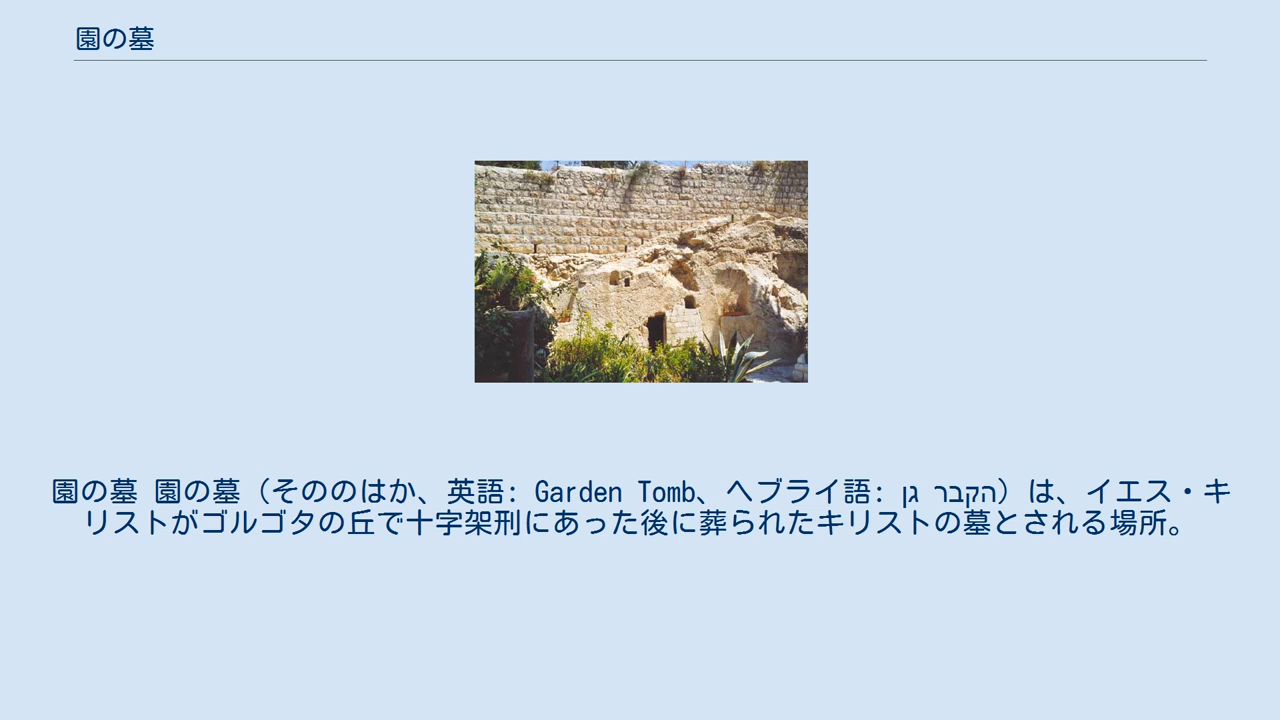 園の墓
園の墓 園の墓（そののはか、英語: Garden Tomb、ヘブライ語: גן הקבר）は、イエス・キ
リストがゴルゴタの丘で十字架刑にあった後に葬られたキリストの墓とされる場所。